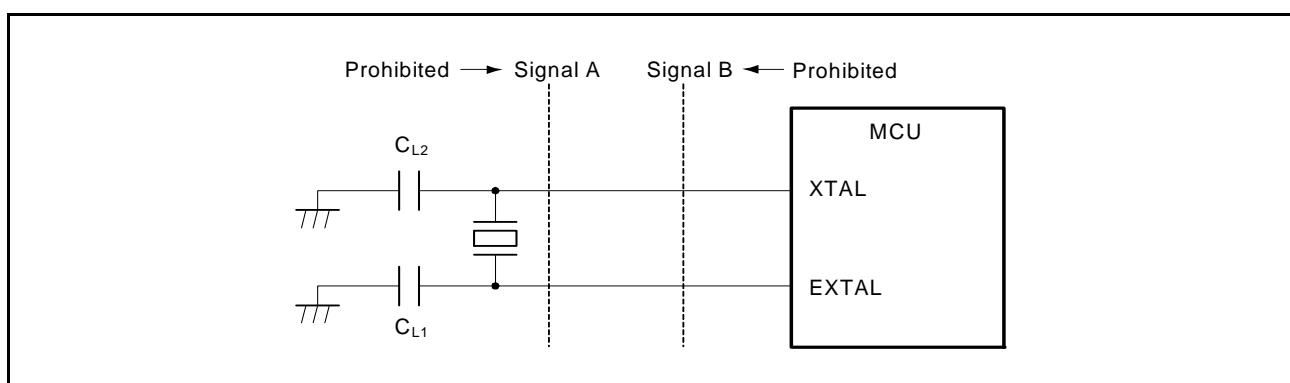 Prohibited Signal A Signal B Prohibited
MCU
CL2
XTAL
EXTAL
CL1